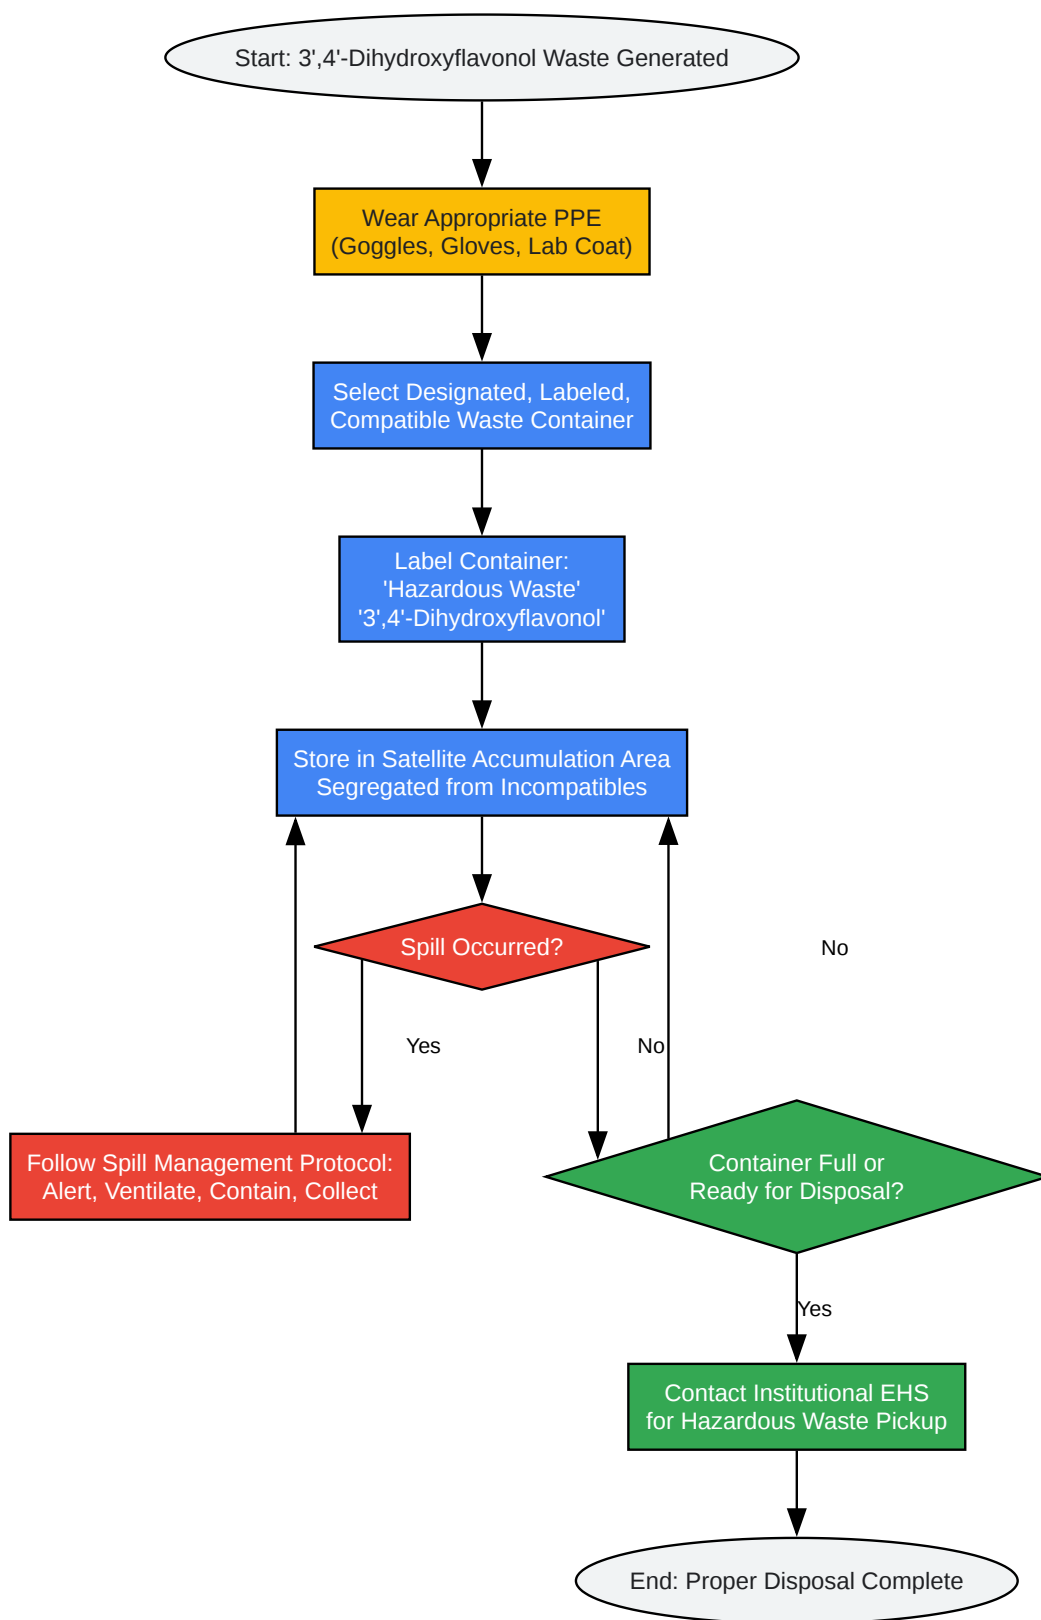 Start: 3',4'-Dihydroxyflavonol Waste Generated
Wear Appropriate PPE
(Goggles, Gloves, Lab Coat)
Select Designated, Labeled,
Compatible Waste Container
Label Container:
'Hazardous Waste'
'3',4'-Dihydroxyflavonol'
Store in Satellite Accumulation Area
Segregated from Incompatibles
Spill Occurred?
No
Yes
No
Follow Spill Management Protocol:
Alert, Ventilate, Contain, Collect
Container Full or
Ready for Disposal?
Yes
Contact Institutional EHS
for Hazardous Waste Pickup
End: Proper Disposal Complete